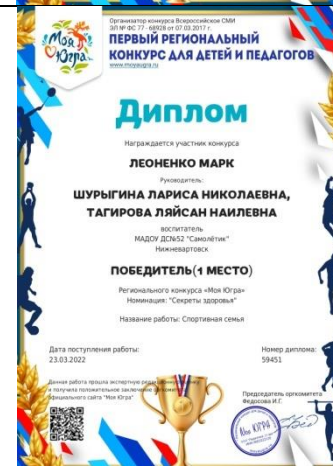 Моя
Югра
Организатор конкурса Всероссийское СМИ
ЭЛ № ФС 77 - 68928 от 07.03.2017 г.
ПЕРВЫЙ РЕГИОНАЛЬНЫЙ
КОНКУРС ДЛЯ ДЕТЕЙ И ПЕДАГОГОВ
www.moyaugra.ru
Диплом
Награждается участник конкурса
ЛЕОНЕНКО МАРК
Руководитель:
ШУРЫГИНА ЛАРИСА НИКОЛАЕВНА,
ТАГИРОВА ЛЯЙСАН НАИЛЕВНА
воспитатель
МАДОУ ДС№52 "Самолётик"
Нижневартовск
ПОБЕДИТЕЛЬ(1 МЕСТО)
Регионального конкурса «Моя Югра»
Номинация: "Секреты здоровья"
Название работы: Спортивная семья
Дата поступления работы:
23.03.2022
Номер диплома:
59451
Данная работа прошла экспертную
и получила положительное заключение
официального сайта "Моя Югра"
Председатель оргкомитета
Федосова И.Г.
Моя ЮГРА